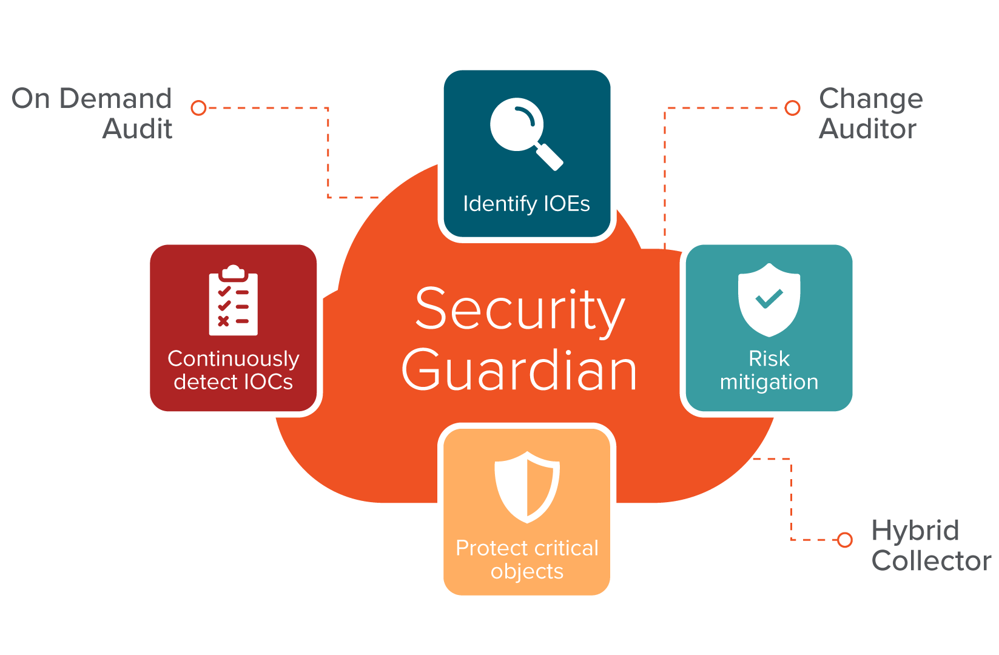 On Demand
Audit
Change
Auditor
Identify IOEs
Continuously
detect IOCs
Security
Guardian
Risk
mitigation
Protect critical
objects
Hybrid
Collector